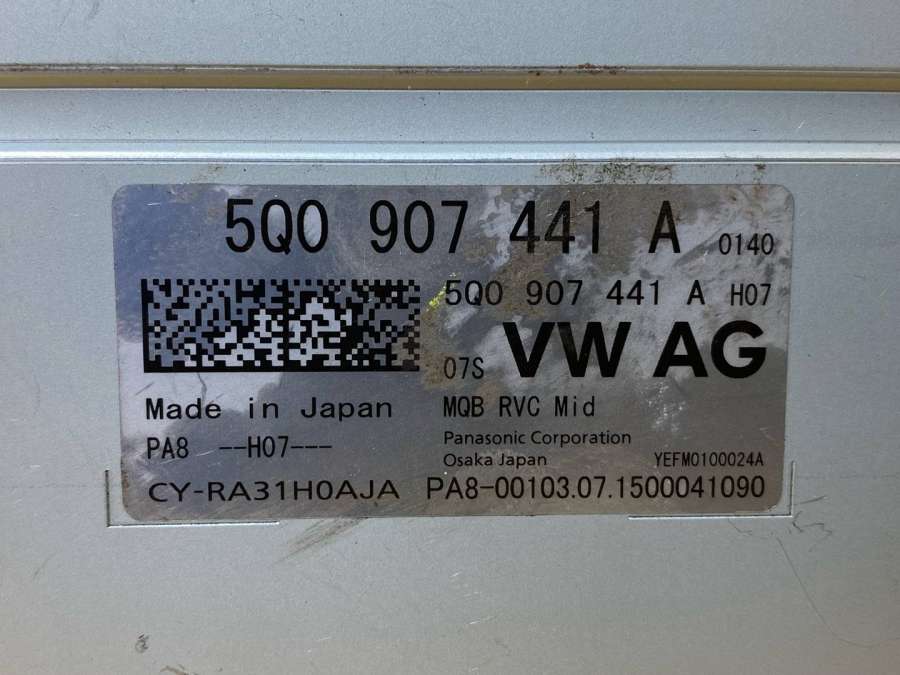 5Q0 907 441 A 0140
5Q0 907 441 A H07
07S VW AG
Made in Japan MQB RVC Mid
PA8 --H07--- Panasonic Corporation
Osaka Japan YEFM0100024A
CY-RA31H0AJA PA8-00103.07.1500041090